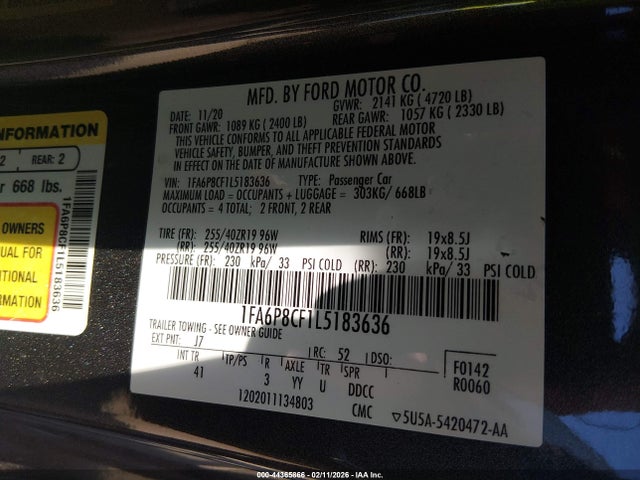 INFORMATION
2 REAR: 2
r 668 lbs.
OWNERS
UAL FOR
ITIONAL
RMATION
1FA6P8CF1L5183636
MFD. BY FORD MOTOR CO.
DATE: 11/20 GVWR: 2141 KG ( 4720 LB)
FRONT GAWR: 1089 KG ( 2400 LB) REAR GAWR: 1057 KG ( 2330 LB)
THIS VEHICLE CONFORMS TO ALL APPLICABLE FEDERAL MOTOR
VEHICLE SAFETY, BUMPER, AND THEFT PREVENTION STANDARDS
IN EFFECT ON THE DATE OF MANUFACTURE SHOWN ABOVE.
VIN: 1FA6P8CF1L5183636 TYPE: Passenger Car
MAXIMUM LOAD = OCCUPANTS + LUGGAGE = 303KG/ 668LB
OCCUPANTS = 4 TOTAL; 2 FRONT, 2 REAR
TIRE (FR): 255/40ZR19 96W RIMS (FR): 19x8.5J
(RR): 255/40ZR19 96W (RR): 19x8.5J
PRESSURE (FR): 230 kPa/ 33 PSI COLD (RR): 230 kPa/ 33 PSI COLD
1FA6P8CF1L5183636
TRAILER TOWING - SEE OWNER GUIDE
EXT PNT: J7 RC: 52 DSO:
INT TR TP/PS R AXLE TR SPR F0142
41 3 YY U DDCC R0060
1202011134803 CMC 5U5A-5420472-AA
000-44365866 - 02/11/2026 - IAA Inc.